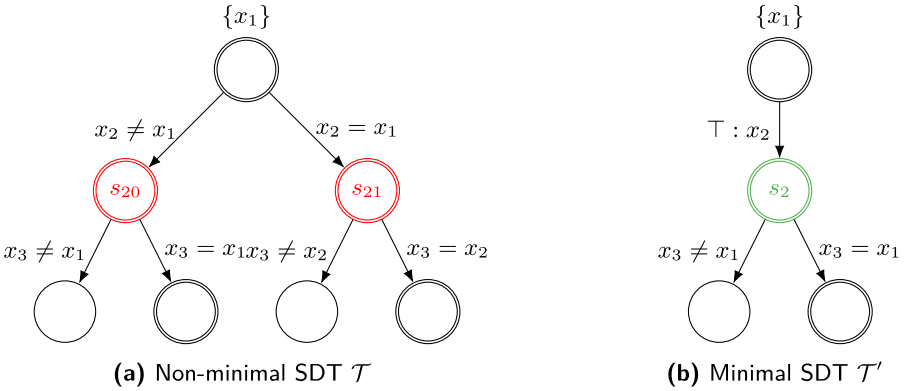 {x₁} {x₁}
x₂ ≠ x₁ x₂ = x₁ ⊤ : x₂
s₂₀ s₂₁ s₂
x₃ ≠ x₁ x₃ = x₁ x₃ ≠ x₂ x₃ = x₂ x₃ ≠ x₁ x₃ = x₁
(a) Non-minimal SDT 𝒯 (b) Minimal SDT 𝒯′